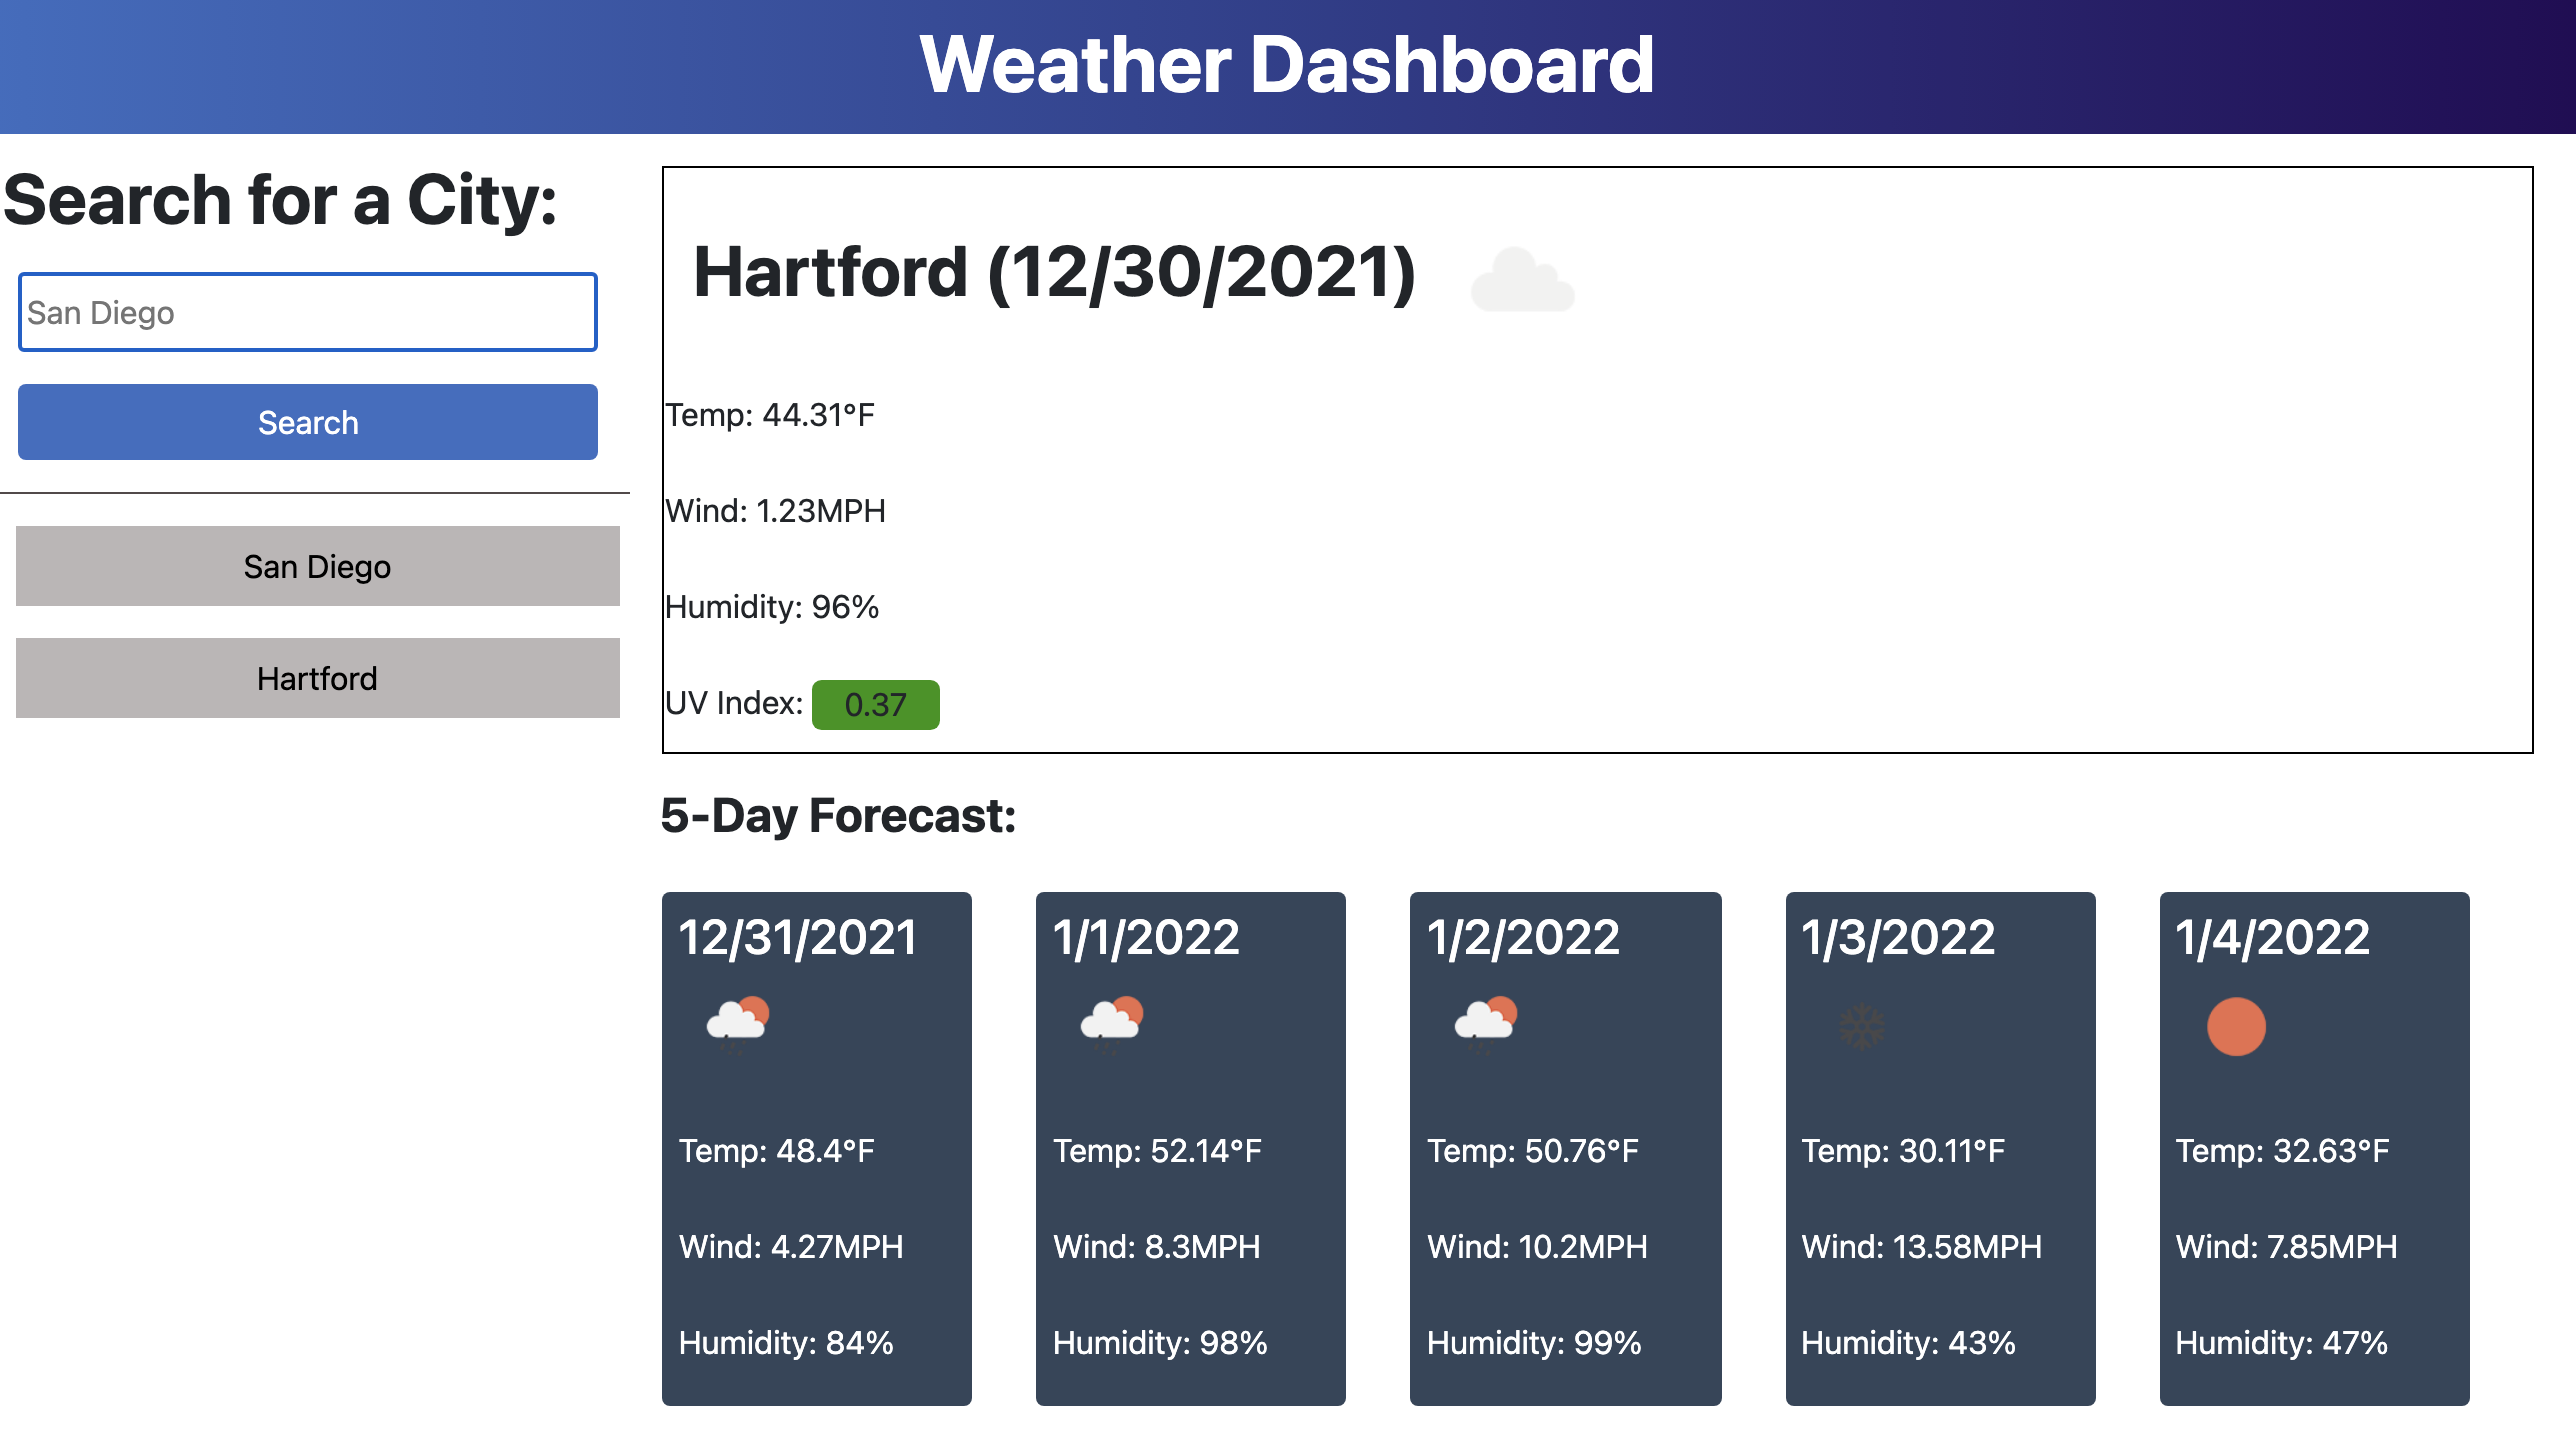 Weather Dashboard
Search for a City:
San Diego
Search
San Diego
Hartford
Hartford (12/30/2021)
Temp: 44.31°F
Wind: 1.23MPH
Humidity: 96%
UV Index: 0.37
5-Day Forecast:
12/31/2021
Temp: 48.4°F
Wind: 4.27MPH
Humidity: 84%
1/1/2022
Temp: 52.14°F
Wind: 8.3MPH
Humidity: 98%
1/2/2022
Temp: 50.76°F
Wind: 10.2MPH
Humidity: 99%
1/3/2022
Temp: 30.11°F
Wind: 13.58MPH
Humidity: 43%
1/4/2022
Temp: 32.63°F
Wind: 7.85MPH
Humidity: 47%